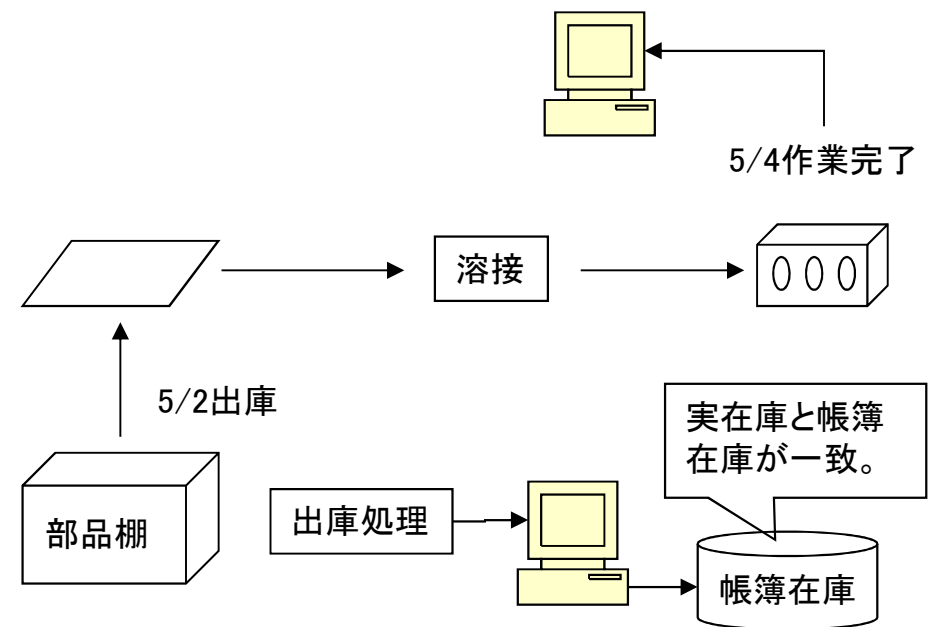 5/4作業完了
溶接
5/2出庫
実在庫と帳簿
在庫が一致。
部品棚
出庫処理
帳簿在庫